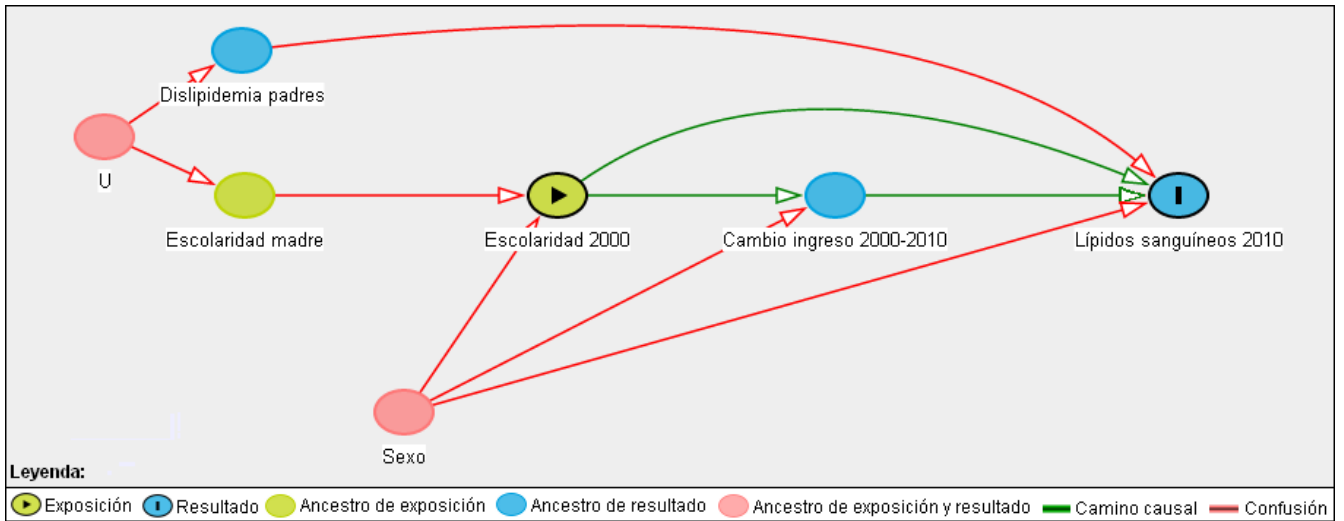 Dislipidemia padres
U
Escolaridad madre
Escolaridad 2000
Cambio ingreso 2000-2010
Lípidos sanguíneos 2010
Sexo
Leyenda:
Exposición Resultado Ancestro de exposición Ancestro de resultado Ancestro de exposición y resultado Camino causal Confusión